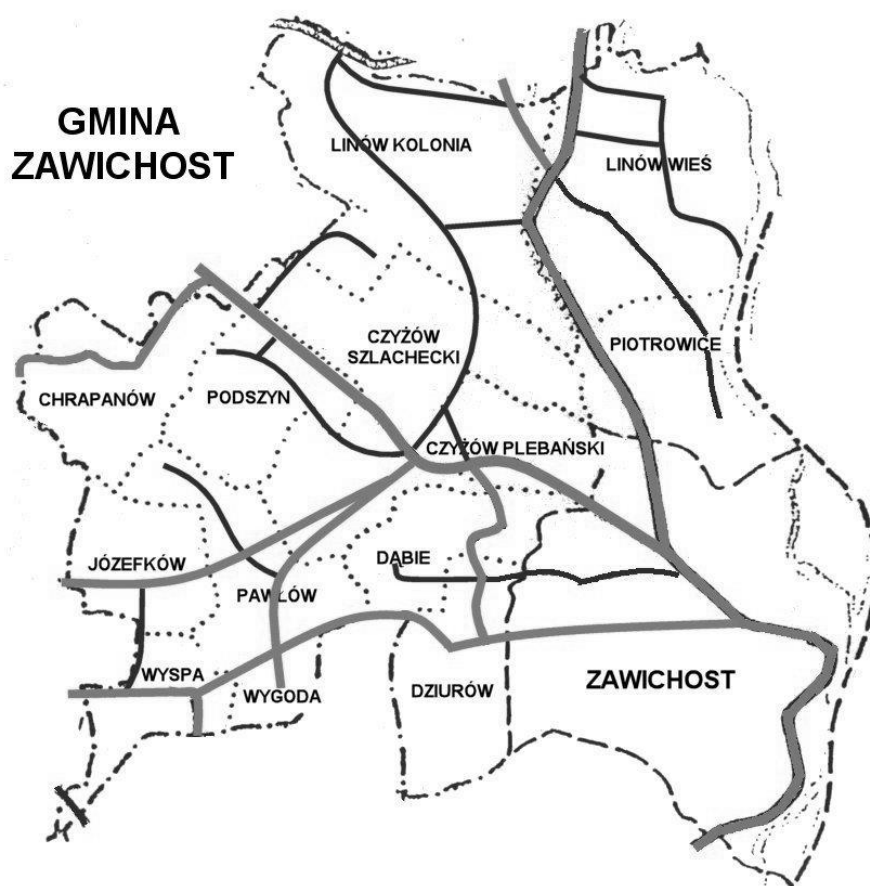 GMINA
ZAWICHOST
LINÓW KOLONIA
LINÓW WIEŚ
CZYŻÓW
SZLACHECKI
PIOTROWICE
CHRAPANÓW
PODSZYN
CZYŻÓW PLEBAŃSKI
JÓZEFKÓW
DĄBIE
PAWŁÓW
WYSPA
WYGODA
DZIURÓW
ZAWICHOST